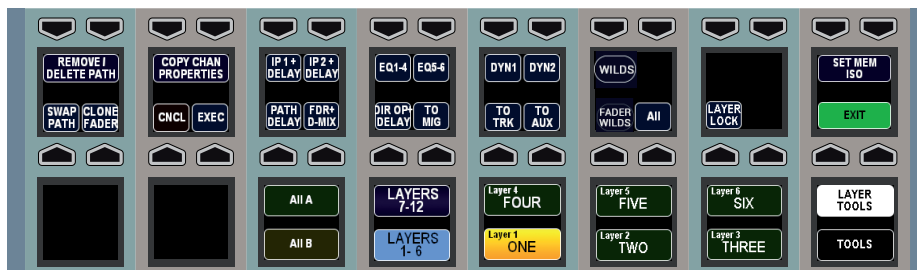 REMOVE /
DELETE PATH
SWAP
PATH
CLONE
FADER
COPY CHAN
PROPERTIES
CNCL
EXEC
IP 1 +
DELAY
IP 2 +
DELAY
PATH
DELAY
FDR+
D-MIX
EQ1-4
EQ5-6
DIR OP+
DELAY
TO
MIG
DYN1
DYN2
TO
TRK
TO
AUX
WILDS
FADER
WILDS
All
LAYER
LOCK
SET MEM
ISO
EXIT
All A
All B
LAYERS
7-12
LAYERS
1- 6
Layer 4
FOUR
Layer 1
ONE
Layer 5
FIVE
Layer 2
TWO
Layer 6
SIX
Layer 3
THREE
LAYER
TOOLS
TOOLS